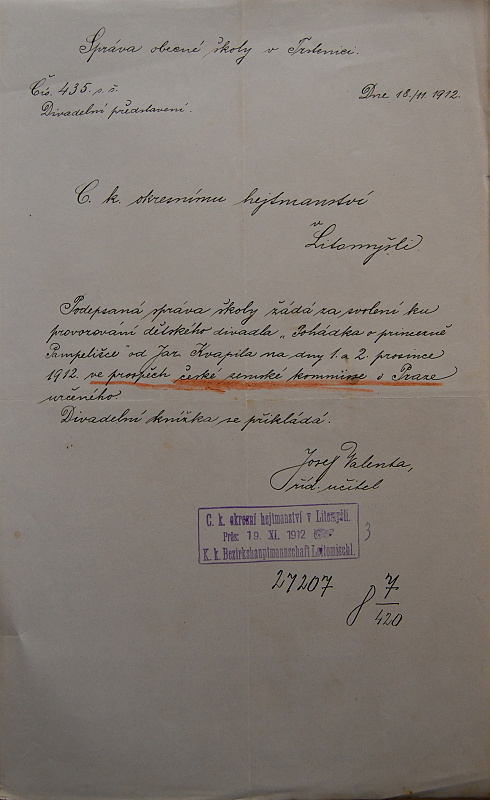 Správa obecné školy v Trstenici.
Čís. 435. s. š.
Dne 18./11. 1912.
Divadelní představení.
C. k. okresnímu hejtmanství
v
Litomyšli
Podepsaná správa školy žádá za svolení ku
provozování dětského divadla „Pohádka o princezně
Pampelišce" od Jar. Kvapila na dny 1. a 2. prosince
1912. ve prospěch české zemské kommisse v Praze
určeného.
Divadelní knížka se přikládá.
Josef Valenta,
říd. učitel
C. k. okresní hejtmanství v Litomyšli.
Präs: 19. XI. 1912
K. k. Bezirkshauptmannschaft Leitomischl.
3
27207
7
420